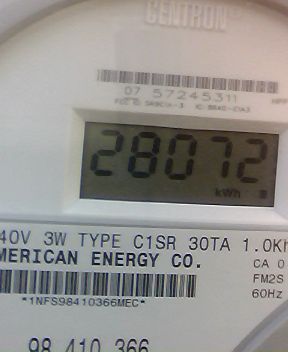 CENTRON®
07 57245311
28072
kWh
40V 3W TYPE C1SR 30TA 1.0Kh
MERICAN ENERGY CO.
CA 0
FM2S
60Hz
*1NFS98410366MEC*
98 410 366